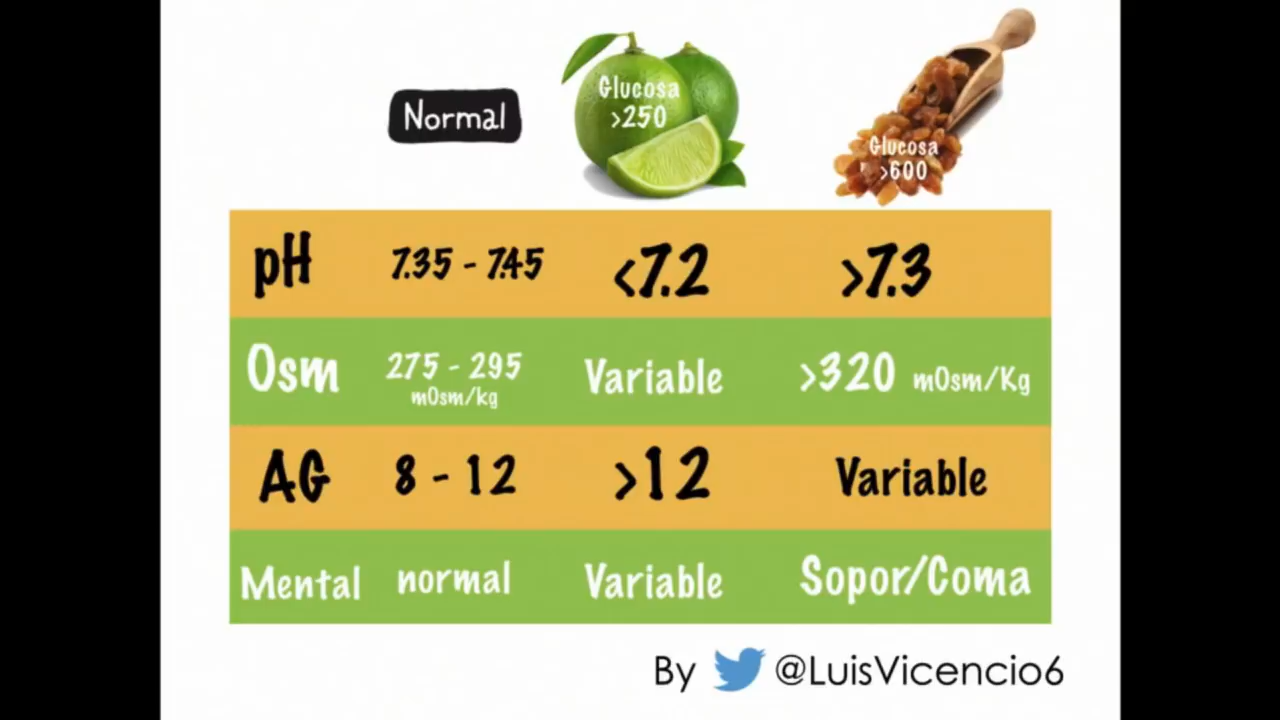 Normal
Glucosa
>250
Glucosa
>600
pH 7.35 - 7.45 <7.2 >7.3
Osm 275 - 295 mOsm/kg Variable >320 mOsm/Kg
AG 8 - 12 >12 Variable
Mental normal Variable Sopor/Coma
By @LuisVicencio6